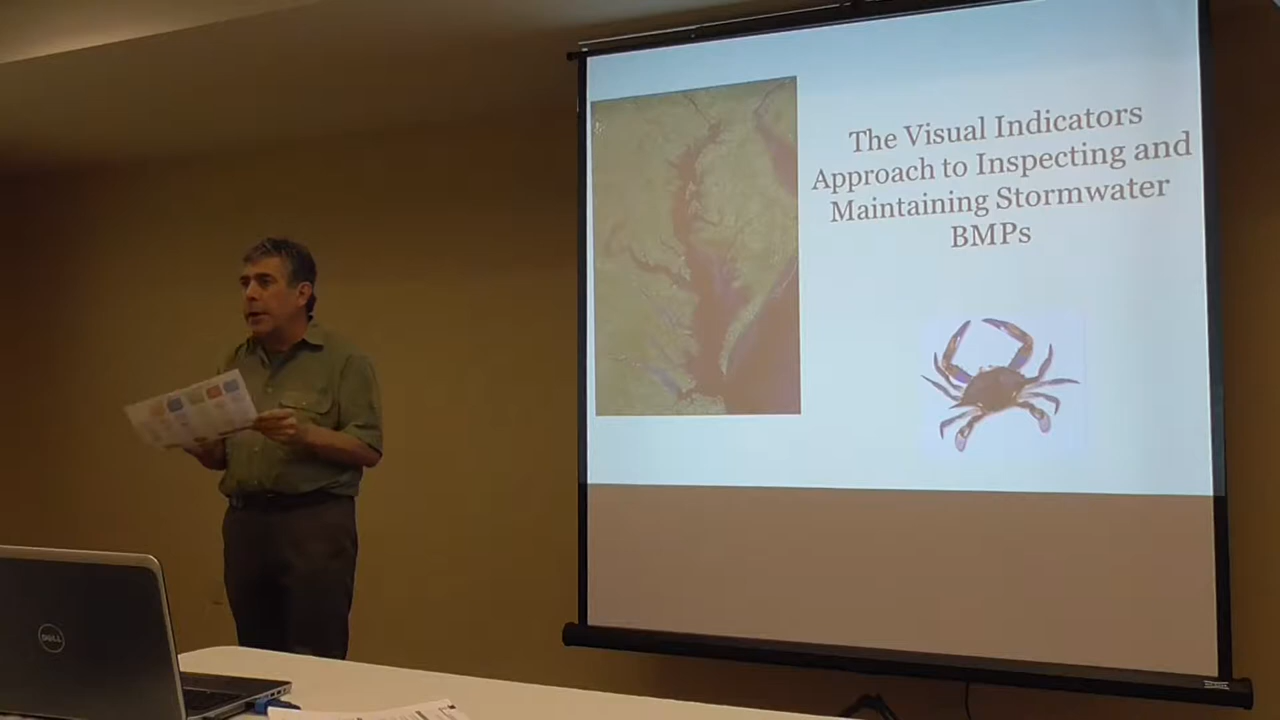 The Visual Indicators
Approach to Inspecting and
Maintaining Stormwater
BMPs
DELL